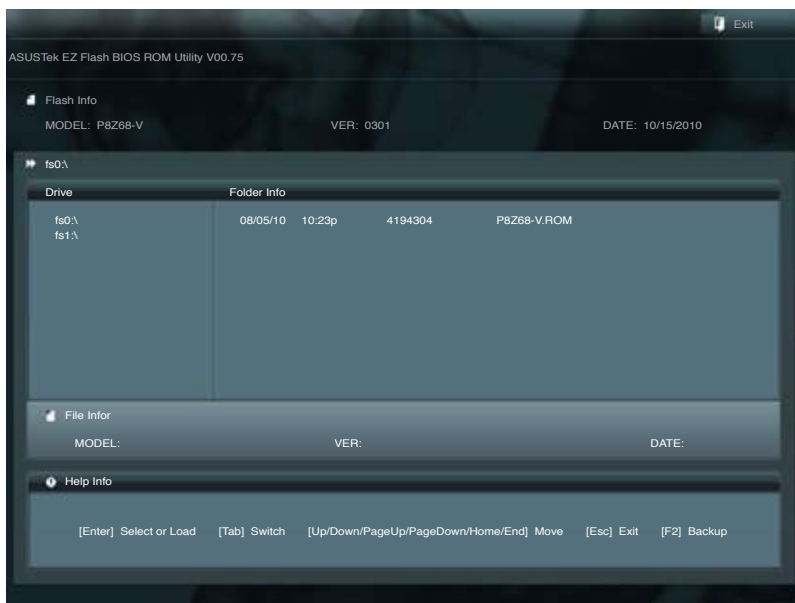 Exit
ASUSTek EZ Flash BIOS ROM Utility V00.75
Flash Info
MODEL: P8Z68-V VER: 0301 DATE: 10/15/2010
fs0:\
Drive Folder Info
fs0:\ 08/05/10 10:23p 4194304 P8Z68-V.ROM
fs1:\
File Infor
MODEL: VER: DATE:
Help Info
[Enter] Select or Load [Tab] Switch [Up/Down/PageUp/PageDown/Home/End] Move [Esc] Exit [F2] Backup